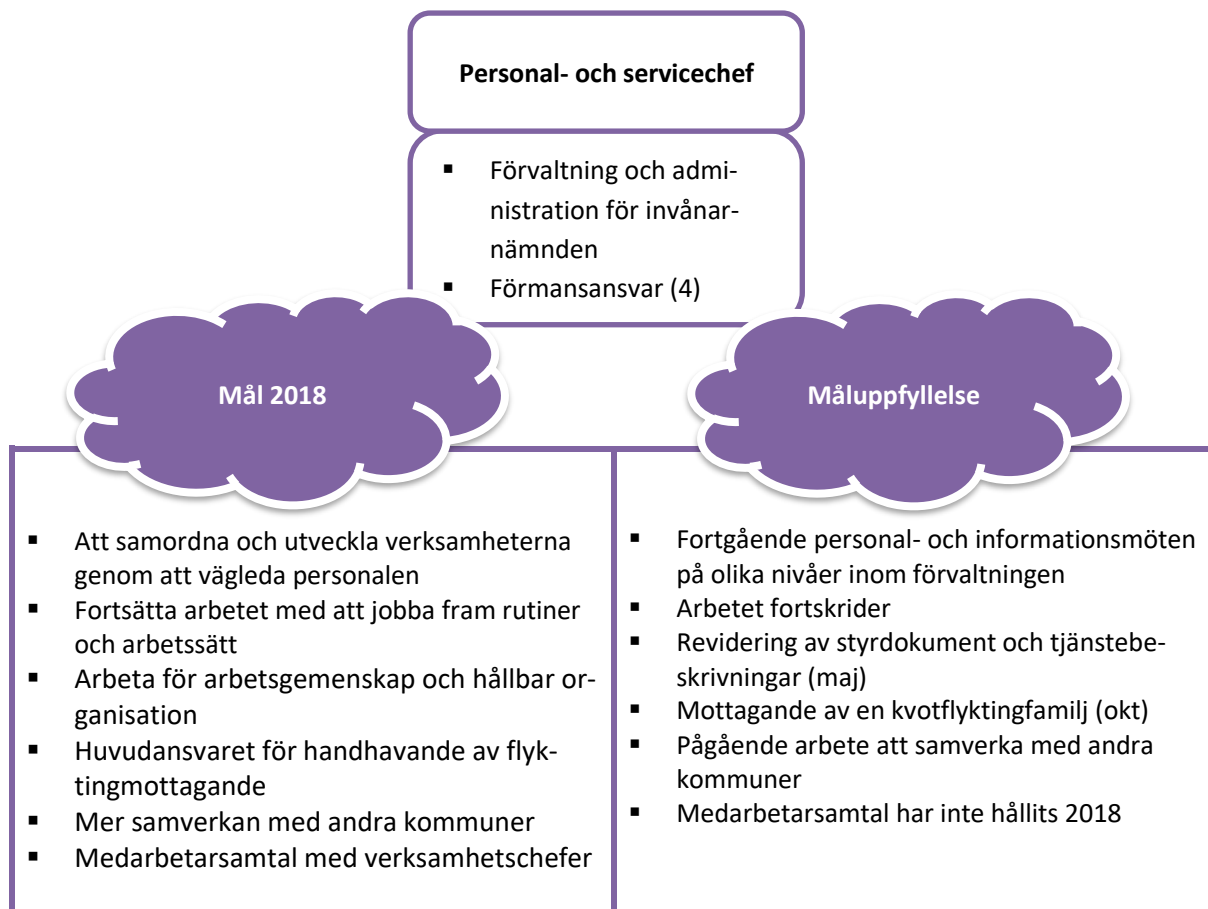 Personal- och servicechef
▪ Förvaltning och admi-
nistration för invånar-
nämnden
▪ Förmansansvar (4)
Mål 2018
▪ Att samordna och utveckla verksamheterna
genom att vägleda personalen
▪ Fortsätta arbetet med att jobba fram rutiner
och arbetssätt
▪ Arbeta för arbetsgemenskap och hållbar or-
ganisation
▪ Huvudansvaret för handhavande av flyk-
tingmottagande
▪ Mer samverkan med andra kommuner
▪ Medarbetarsamtal med verksamhetschefer
Måluppfyllelse
▪ Fortgående personal- och informationsmöten
på olika nivåer inom förvaltningen
▪ Arbetet fortskrider
▪ Revidering av styrdokument och tjänstebe-
skrivningar (maj)
▪ Mottagande av en kvotflyktingfamilj (okt)
▪ Pågående arbete att samverka med andra
kommuner
▪ Medarbetarsamtal har inte hållits 2018